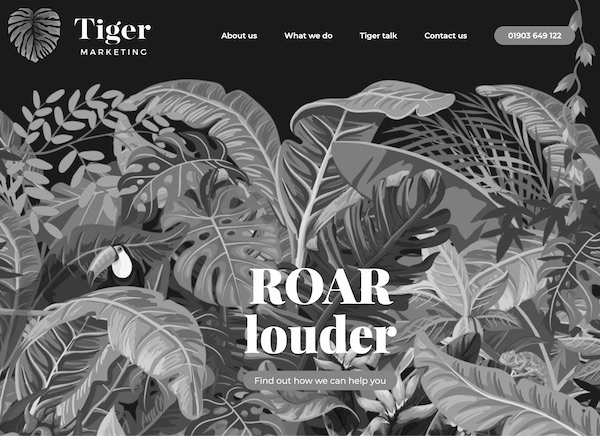 Tiger
MARKETING
About us
What we do
Tiger talk
Contact us
01903 649 122
ROAR
louder
Find out how we can help you